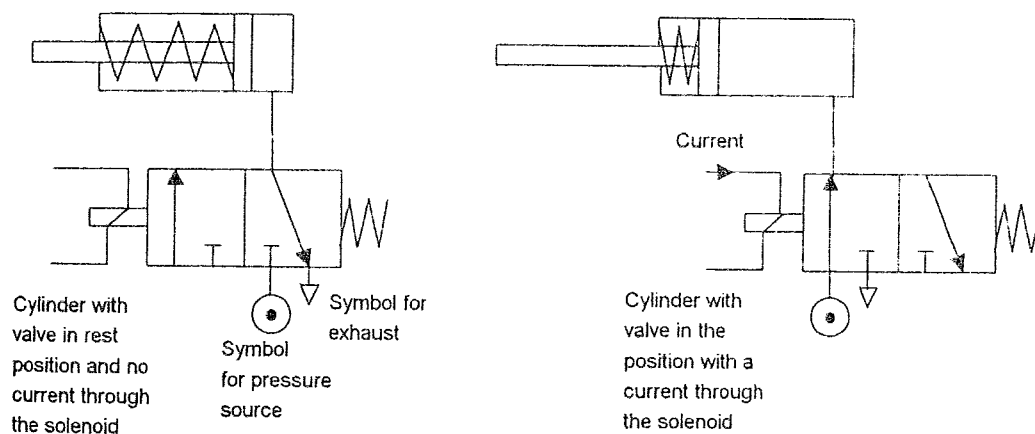 Current
Cylinder with
valve in rest
position and no
current through
the solenoid
Symbol
for pressure
source
Symbol for
exhaust
Cylinder with
valve in the
position with a
current through
the solenoid